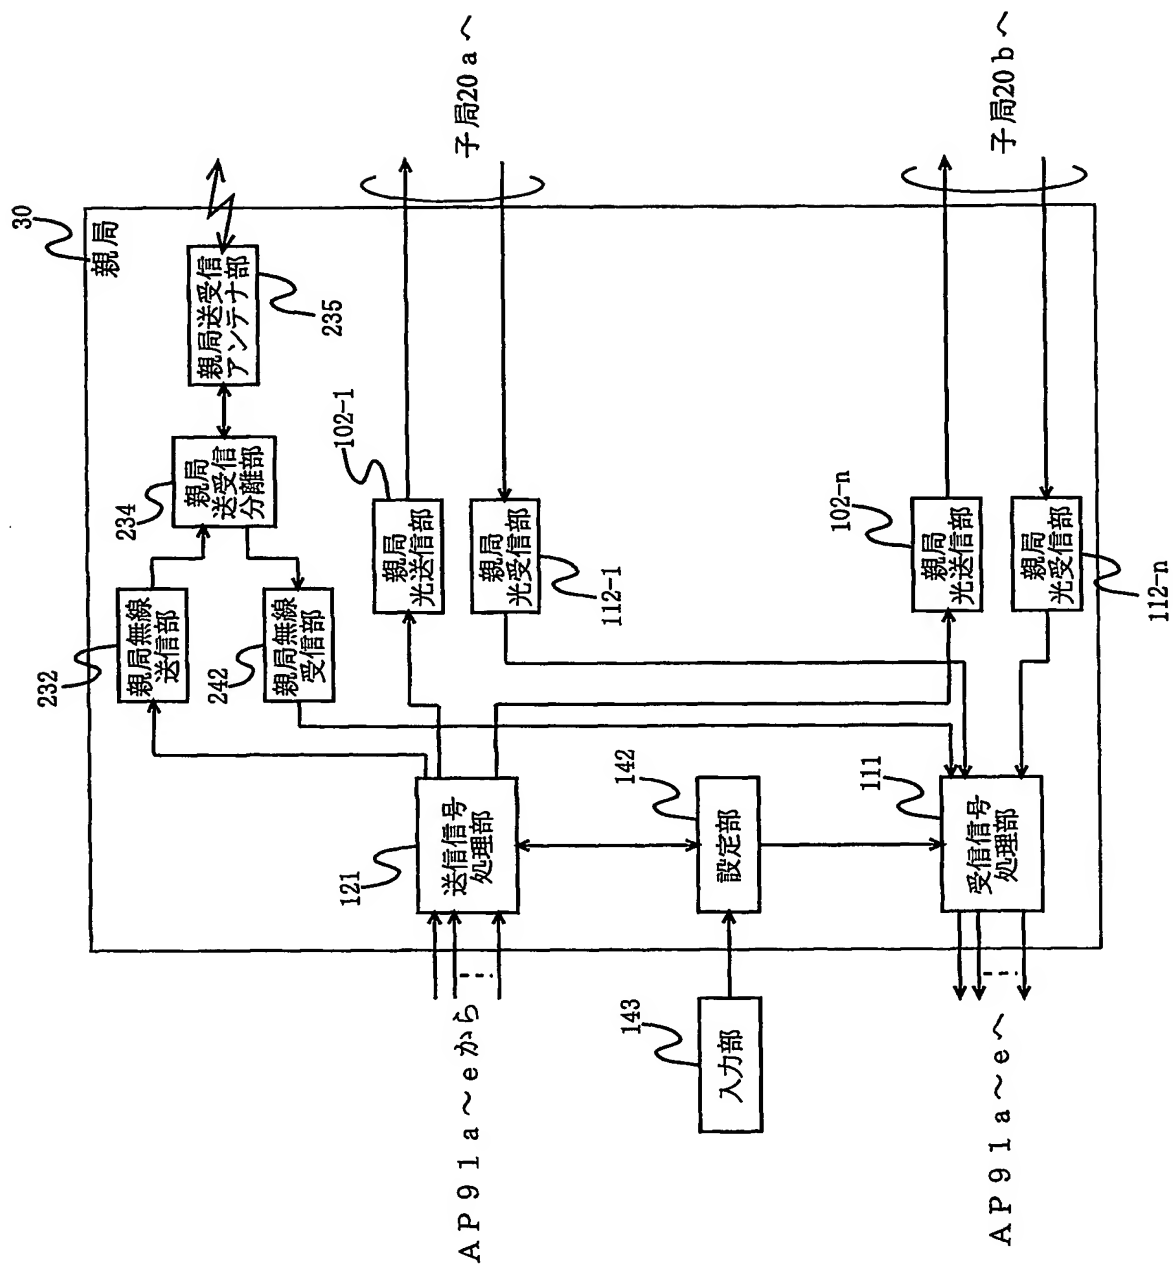 30
親局
232
親局無線
送信部
234
親局
送受信
分離部
親局送受信
アンテナ部
235
242
親局無線
受信部
102-1
親局
光送信部
子局20aへ
親局
光受信部
112-1
AP91a~eから
121
送信信号
処理部
143
入力部
142
設定部
102-n
親局
光送信部
子局20bへ
親局
光受信部
112-n
111
受信信号
処理部
AP91a~eへ